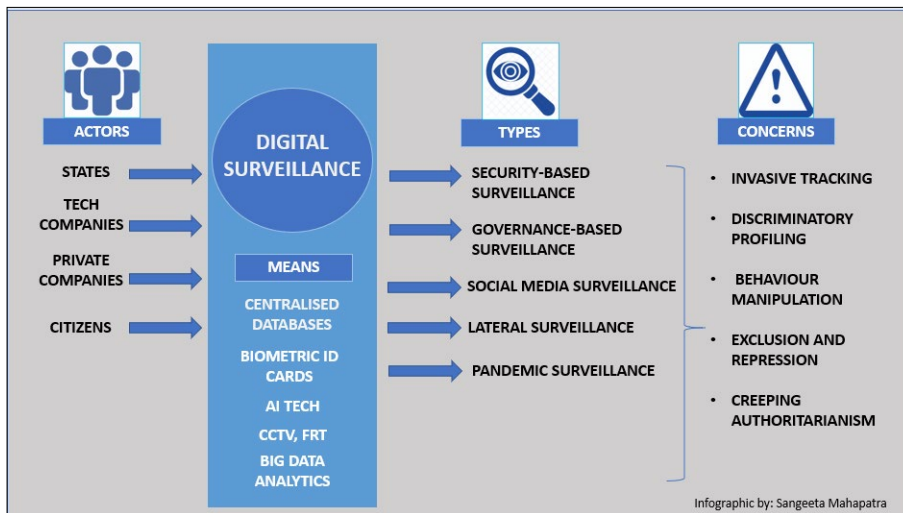 ACTORS
STATES
TECH
COMPANIES
PRIVATE
COMPANIES
CITIZENS
DIGITAL
SURVEILLANCE
MEANS
CENTRALISED
DATABASES
BIOMETRIC ID
CARDS
AI TECH
CCTV, FRT
BIG DATA
ANALYTICS
TYPES
SECURITY-BASED
SURVEILLANCE
GOVERNANCE-BASED
SURVEILLANCE
SOCIAL MEDIA SURVEILLANCE
LATERAL SURVEILLANCE
PANDEMIC SURVEILLANCE
CONCERNS
• INVASIVE TRACKING
• DISCRIMINATORY
PROFILING
• BEHAVIOUR
MANIPULATION
• EXCLUSION AND
REPRESSION
• CREEPING
AUTHORITARIANISM
Infographic by: Sangeeta Mahapatra